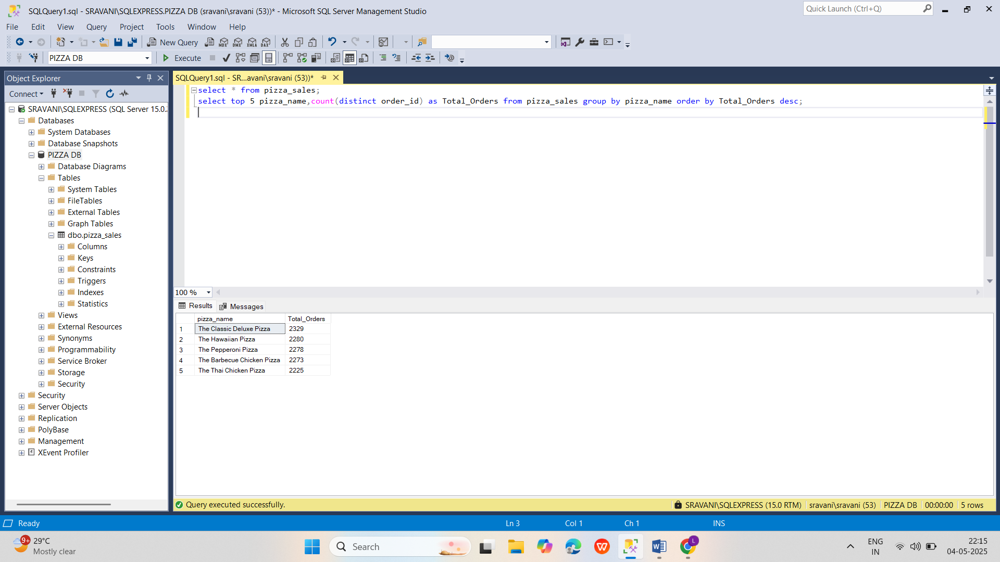 SQLQuery1.sql - SRAVANI\SQLEXPRESS.PIZZA DB (sravani\sravani (53))* - Microsoft SQL Server Management Studio
Quick Launch (Ctrl+Q)
File Edit View Query Project Tools Window Help
New Query MDX DMX XMLA DAX
PIZZA DB Execute
Object Explorer
Connect
SRAVANI\SQLEXPRESS (SQL Server 15.0.
Databases
System Databases
Database Snapshots
PIZZA DB
Database Diagrams
Tables
System Tables
FileTables
External Tables
Graph Tables
dbo.pizza_sales
Columns
Keys
Constraints
Triggers
Indexes
Statistics
Views
External Resources
Synonyms
Programmability
Service Broker
Storage
Security
Security
Server Objects
Replication
PolyBase
Management
XEvent Profiler
SQLQuery1.sql - SR...avani\sravani (53))*
select * from pizza_sales;
select top 5 pizza_name,count(distinct order_id) as Total_Orders from pizza_sales group by pizza_name order by Total_Orders desc;
100 %
Results Messages
pizza_name Total_Orders
1 The Classic Deluxe Pizza 2329
2 The Hawaiian Pizza 2280
3 The Pepperoni Pizza 2278
4 The Barbecue Chicken Pizza 2273
5 The Thai Chicken Pizza 2225
Query executed successfully. SRAVANI\SQLEXPRESS (15.0 RTM) sravani\sravani (53) PIZZA DB 00:00:00 5 rows
Ready Ln 3 Col 1 Ch 1 INS
9+ 29°C
Mostly clear
Search
L
ENG
IN
22:15
04-05-2025